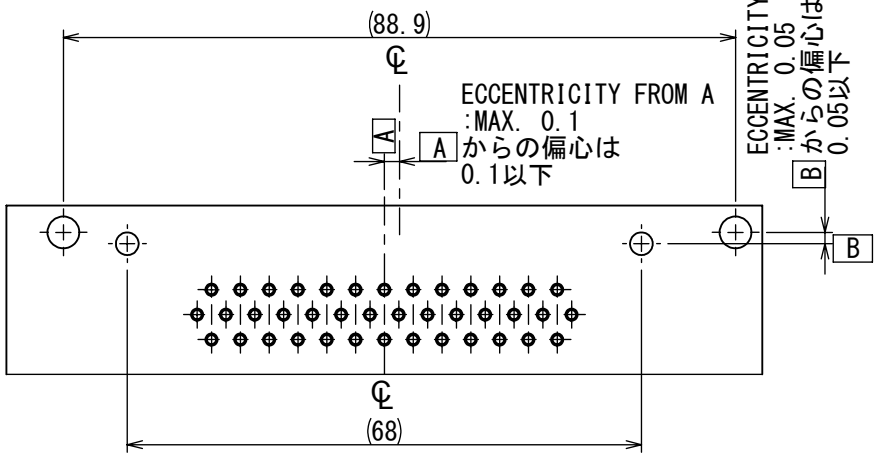 (88.9)
℄
ECCENTRICITY FROM A
:MAX. 0.1
A からの偏心は
0.1以下
A
ECCENTRICITY
:MAX. 0.05
からの偏心は
0.05以下
B
B
℄
(68)